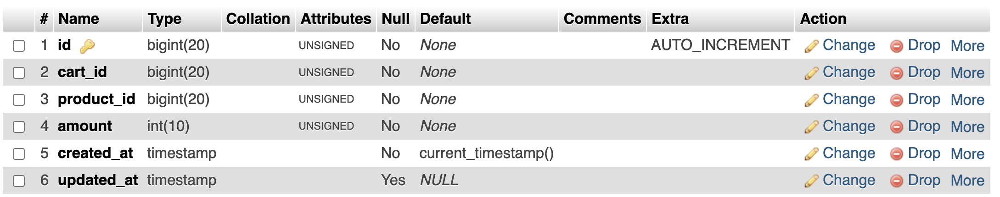 # Name Type Collation Attributes Null Default Comments Extra Action
1 id bigint(20) UNSIGNED No None AUTO_INCREMENT Change Drop More
2 cart_id bigint(20) UNSIGNED No None Change Drop More
3 product_id bigint(20) UNSIGNED No None Change Drop More
4 amount int(10) UNSIGNED No None Change Drop More
5 created_at timestamp No current_timestamp() Change Drop More
6 updated_at timestamp Yes NULL Change Drop More